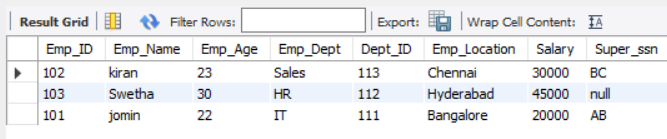 Result Grid Filter Rows: Export: Wrap Cell Content: IA
Emp_ID Emp_Name Emp_Age Emp_Dept Dept_ID Emp_Location Salary Super_ssn
102 kiran 23 Sales 113 Chennai 30000 BC
103 Swetha 30 HR 112 Hyderabad 45000 null
101 jomin 22 IT 111 Bangalore 20000 AB